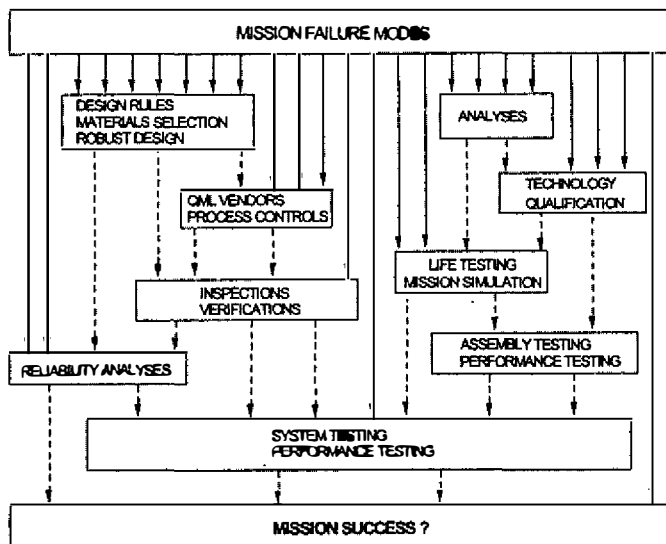 MISSION FAILURE MODES
DESIGN RULES
MATERIALS SELECTION
ROBUST DESIGN
ANALYSES
TECHNOLOGY
QUALIFICATION
QML VENDORS
PROCESS CONTROLS
LIFE TESTING
MISSION SIMULATION
INSPECTIONS
VERIFICATIONS
ASSEMBLY TESTING
PERFORMANCE TESTING
RELIABILITY ANALYSES
SYSTEM TESTING
PERFORMANCE TESTING
MISSION SUCCESS ?